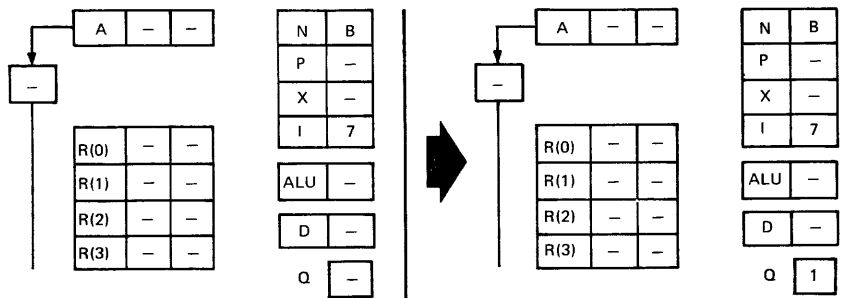 A – –
–
N B
P –
X –
I 7
R(0) – –
R(1) – –
R(2) – –
R(3) – –
ALU –
D –
Q –
A – –
–
N B
P –
X –
I 7
R(0) – –
R(1) – –
R(2) – –
R(3) – –
ALU –
D –
Q 1